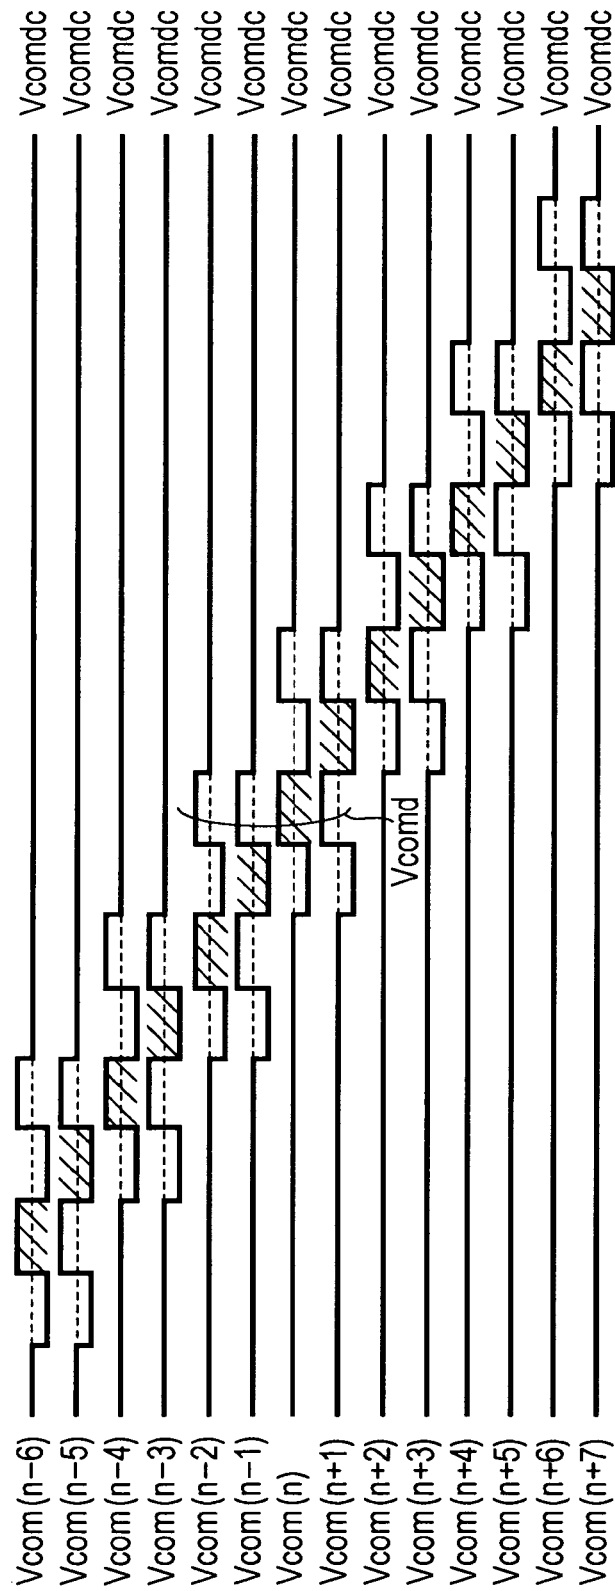 Vcom (n−6) Vcomdc
Vcom (n−5) Vcomdc
Vcom (n−4) Vcomdc
Vcom (n−3) Vcomdc
Vcom (n−2) Vcomdc
Vcom (n−1) Vcomdc
Vcom (n) Vcomdc
Vcom (n+1) Vcomdc
Vcomd
Vcom (n+2) Vcomdc
Vcom (n+3) Vcomdc
Vcom (n+4) Vcomdc
Vcom (n+5) Vcomdc
Vcom (n+6) Vcomdc
Vcom (n+7) Vcomdc